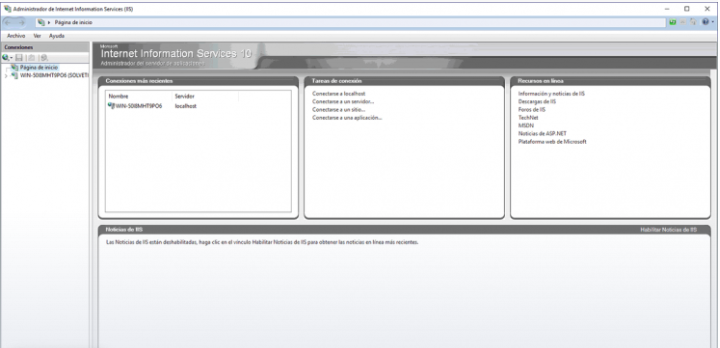 Administrador de Internet Information Services (IIS)
Página de inicio
Archivo Ver Ayuda
Conexiones
Página de inicio
WIN-S08MHT9PO6 (SOLVETI
Microsoft
Internet Information Services 10
Administrador del servidor de aplicaciones
Conexiones más recientes
Nombre Servidor
WIN-S08MHT9PO6 localhost
Tareas de conexión
Conectarse a localhost
Conectarse a un servidor...
Conectarse a un sitio...
Conectarse a una aplicación...
Recursos en línea
Información y noticias de IIS
Descargas de IIS
Foros de IIS
TechNet
MSDN
Noticias de ASP.NET
Plataforma web de Microsoft
Noticias de IIS Habilitar Noticias de IIS
Las Noticias de IIS están deshabilitadas, haga clic en el vínculo Habilitar Noticias de IIS para obtener las noticias en línea más recientes.